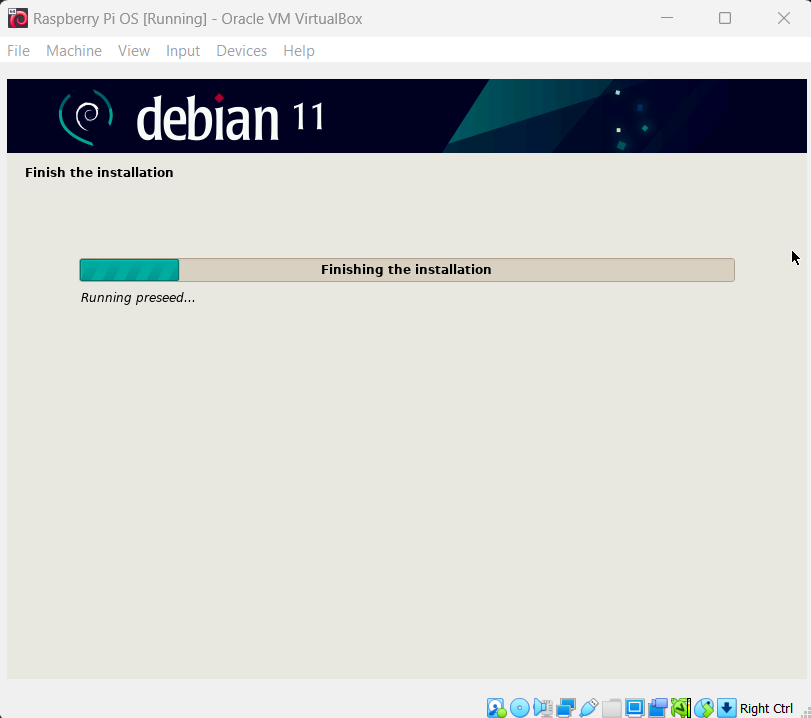 Raspberry Pi OS [Running] - Oracle VM VirtualBox
File Machine View Input Devices Help
debian 11
Finish the installation
Finishing the installation
Running preseed...
Right Ctrl